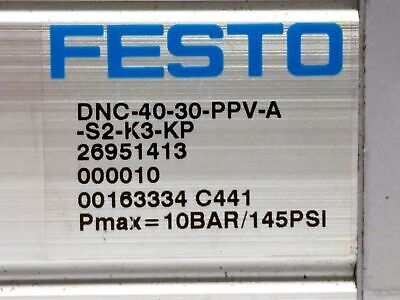 FESTO
DNC-40-30-PPV-A
-S2-K3-KP
26951413
000010
00163334 C441
Pmax=10BAR/145PSI